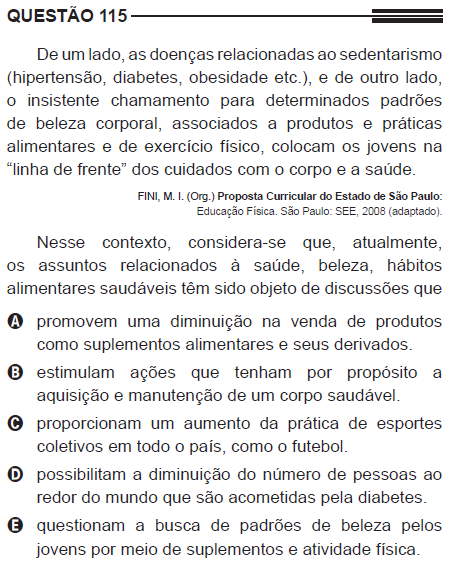 QUESTÃO 115
De um lado, as doenças relacionadas ao sedentarismo
(hipertensão, diabetes, obesidade etc.), e de outro lado,
o insistente chamamento para determinados padrões
de beleza corporal, associados a produtos e práticas
alimentares e de exercício físico, colocam os jovens na
“linha de frente” dos cuidados com o corpo e a saúde.
FINI, M. I. (Org.) Proposta Curricular do Estado de São Paulo:
Educação Física. São Paulo: SEE, 2008 (adaptado).
Nesse contexto, considera-se que, atualmente,
os assuntos relacionados à saúde, beleza, hábitos
alimentares saudáveis têm sido objeto de discussões que
A promovem uma diminuição na venda de produtos
como suplementos alimentares e seus derivados.
B estimulam ações que tenham por propósito a
aquisição e manutenção de um corpo saudável.
C proporcionam um aumento da prática de esportes
coletivos em todo o país, como o futebol.
D possibilitam a diminuição do número de pessoas ao
redor do mundo que são acometidas pela diabetes.
E questionam a busca de padrões de beleza pelos
jovens por meio de suplementos e atividade física.